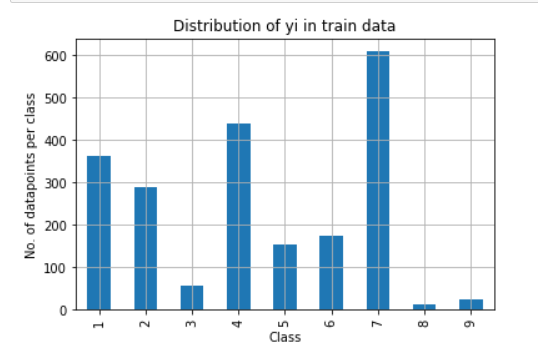 Distribution of yi in train data
No. of datapoints per class
600
500
400
300
200
100
0
1 2 3 4 5 6 7 8 9
Class